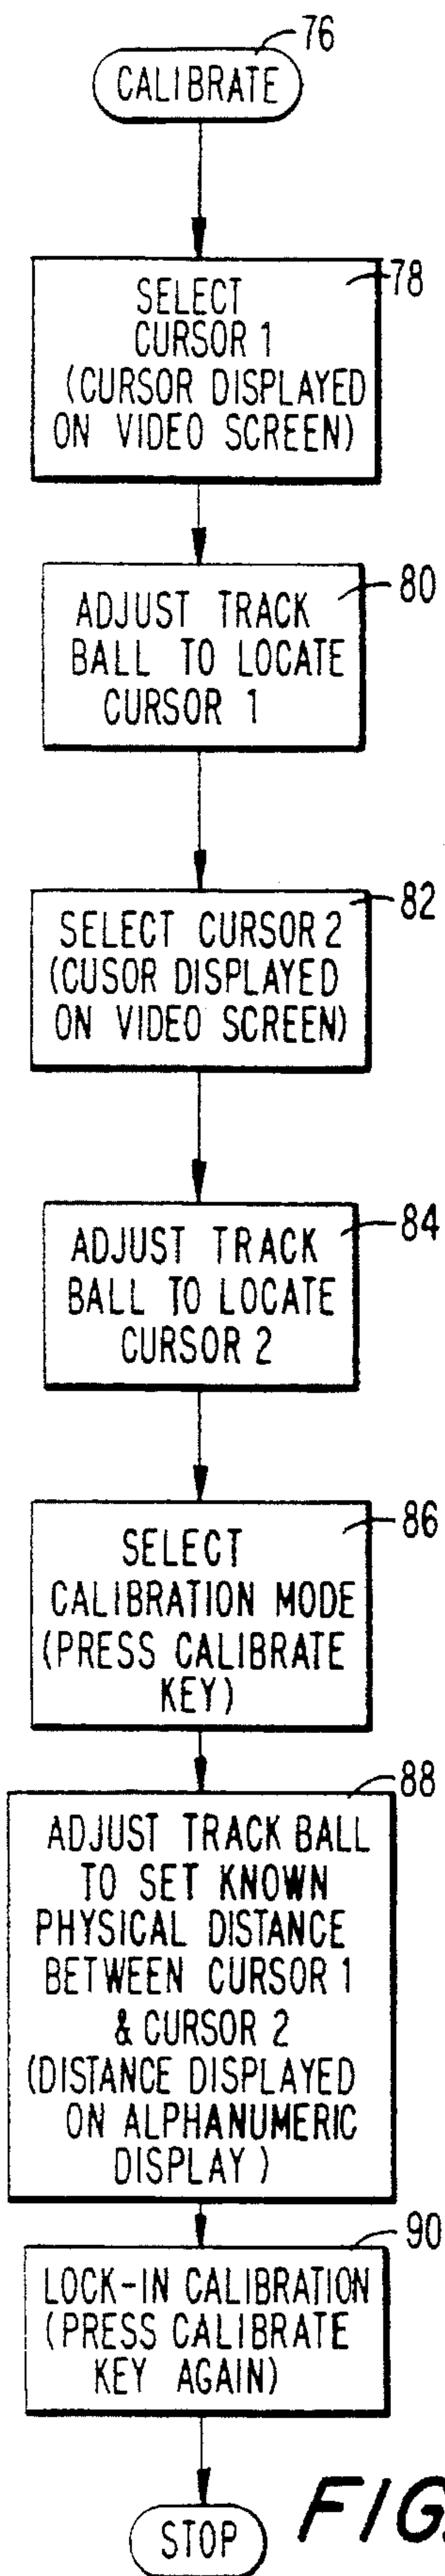 76
CALIBRATE
78
SELECT
CURSOR 1
(CURSOR DISPLAYED
ON VIDEO SCREEN)
80
ADJUST TRACK
BALL TO LOCATE
CURSOR 1
82
SELECT CURSOR 2
(CUSOR DISPLAYED
ON VIDEO SCREEN)
84
ADJUST TRACK
BALL TO LOCATE
CURSOR 2
86
SELECT
CALIBRATION MODE
(PRESS CALIBRATE
KEY)
88
ADJUST TRACK BALL
TO SET KNOWN
PHYSICAL DISTANCE
BETWEEN CURSOR 1
& CURSOR 2
(DISTANCE DISPLAYED
ON ALPHANUMERIC
DISPLAY)
90
LOCK-IN CALIBRATION
(PRESS CALIBRATE
KEY AGAIN)
STOP
FIG.